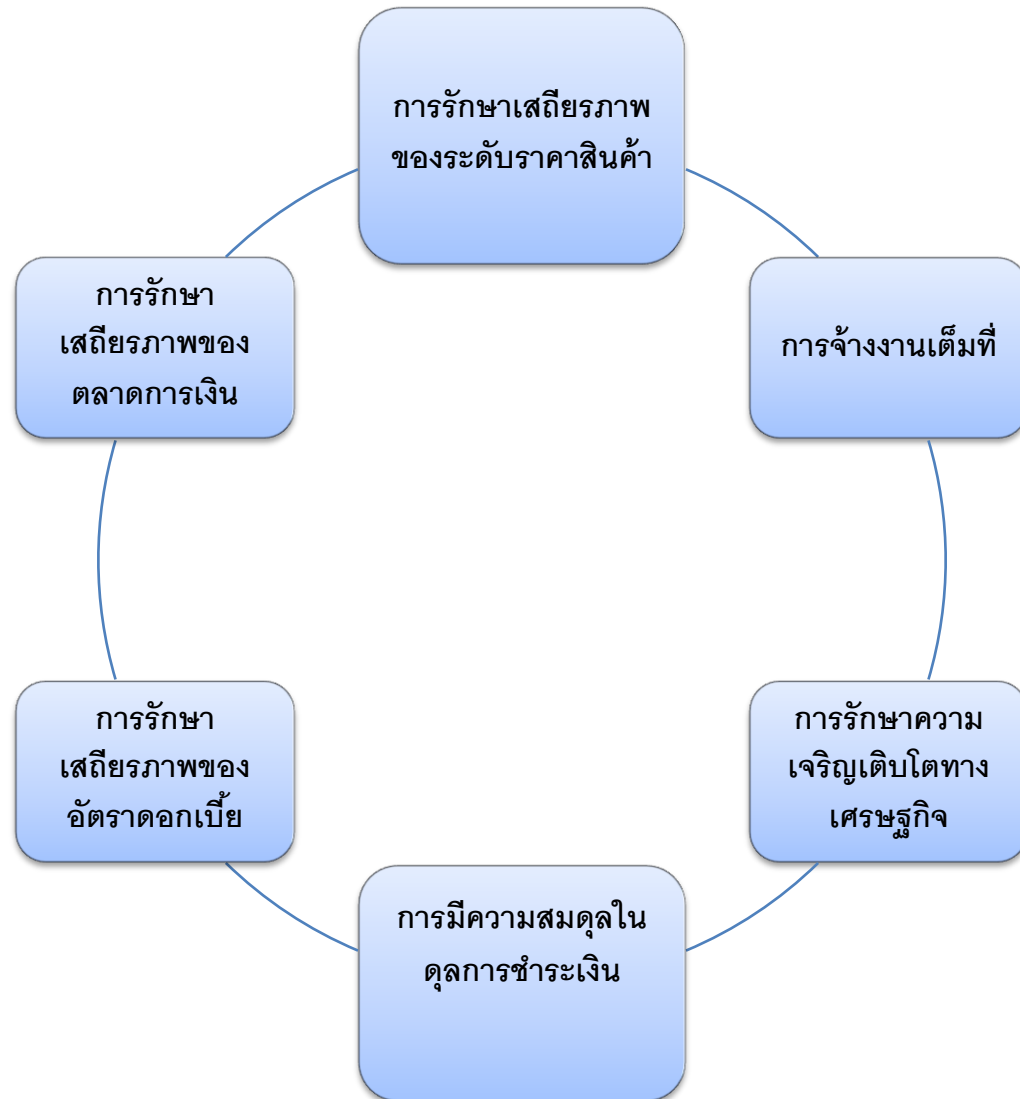 การรักษาเสถียรภาพ
ของระดับราคาสินค้า
การจ้างงานเต็มที่
การรักษาความ
เจริญเติบโตทาง
เศรษฐกิจ
การมีความสมดุลใน
ดุลการชำระเงิน
การรักษา
เสถียรภาพของ
อัตราดอกเบี้ย
การรักษา
เสถียรภาพของ
ตลาดการเงิน